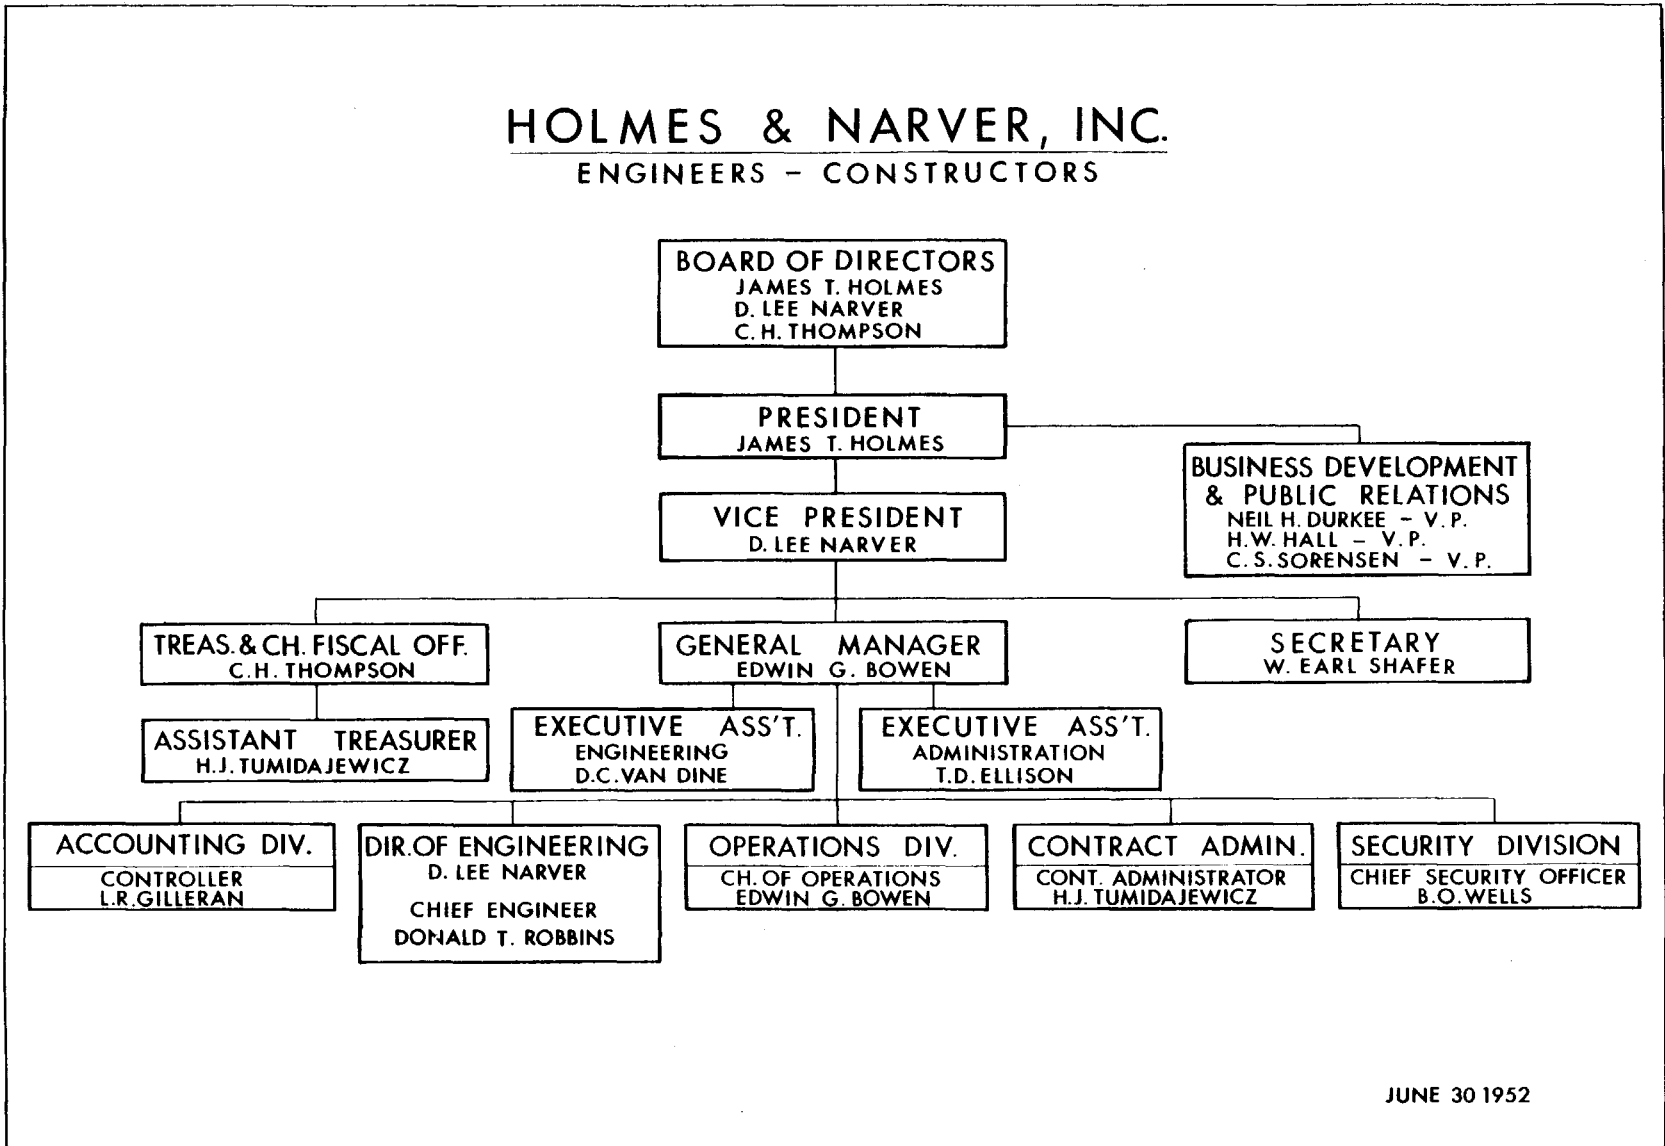 HOLMES & NARVER, INC.
ENGINEERS – CONSTRUCTORS
BOARD OF DIRECTORS
JAMES T. HOLMES
D. LEE NARVER
C. H. THOMPSON
PRESIDENT
JAMES T. HOLMES
BUSINESS DEVELOPMENT
& PUBLIC RELATIONS
NEIL H. DURKEE – V. P.
H.W. HALL – V. P.
C. S. SORENSEN – V. P.
VICE PRESIDENT
D. LEE NARVER
TREAS. & CH. FISCAL OFF.
C.H. THOMPSON
GENERAL MANAGER
EDWIN G. BOWEN
SECRETARY
W. EARL SHAFER
ASSISTANT TREASURER
H.J. TUMIDAJEWICZ
EXECUTIVE ASS'T.
ENGINEERING
D.C. VAN DINE
EXECUTIVE ASS'T.
ADMINISTRATION
T.D. ELLISON
ACCOUNTING DIV.
CONTROLLER
L.R. GILLERAN
DIR. OF ENGINEERING
D. LEE NARVER
CHIEF ENGINEER
DONALD T. ROBBINS
OPERATIONS DIV.
CH. OF OPERATIONS
EDWIN G. BOWEN
CONTRACT ADMIN.
CONT. ADMINISTRATOR
H.J. TUMIDAJEWICZ
SECURITY DIVISION
CHIEF SECURITY OFFICER
B.O. WELLS
JUNE 30 1952